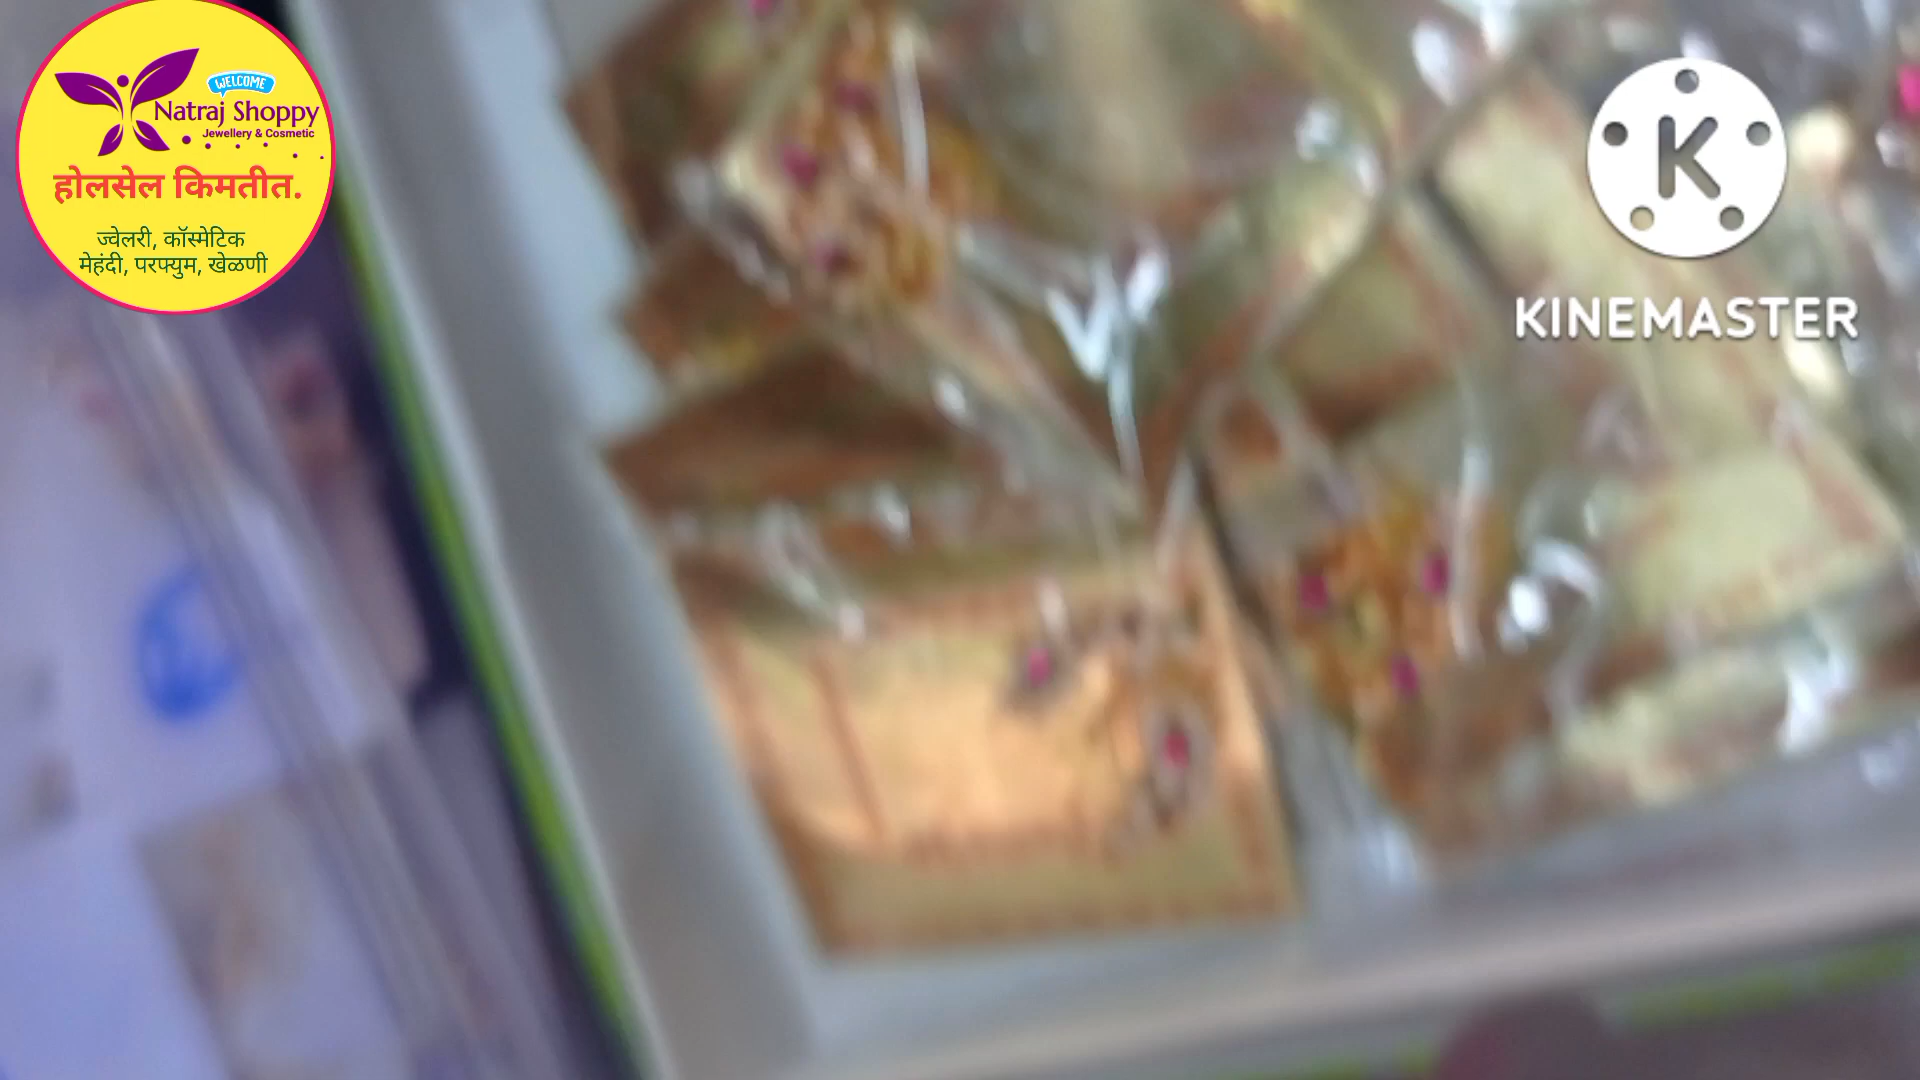 WELCOME
Natraj Shoppy
Jewellery & Cosmetic
होलसेल किमतीत.
ज्वेलरी, कॉस्मेटिक
मेहंदी, परफ्युम, खेळणी
K
KINEMASTER